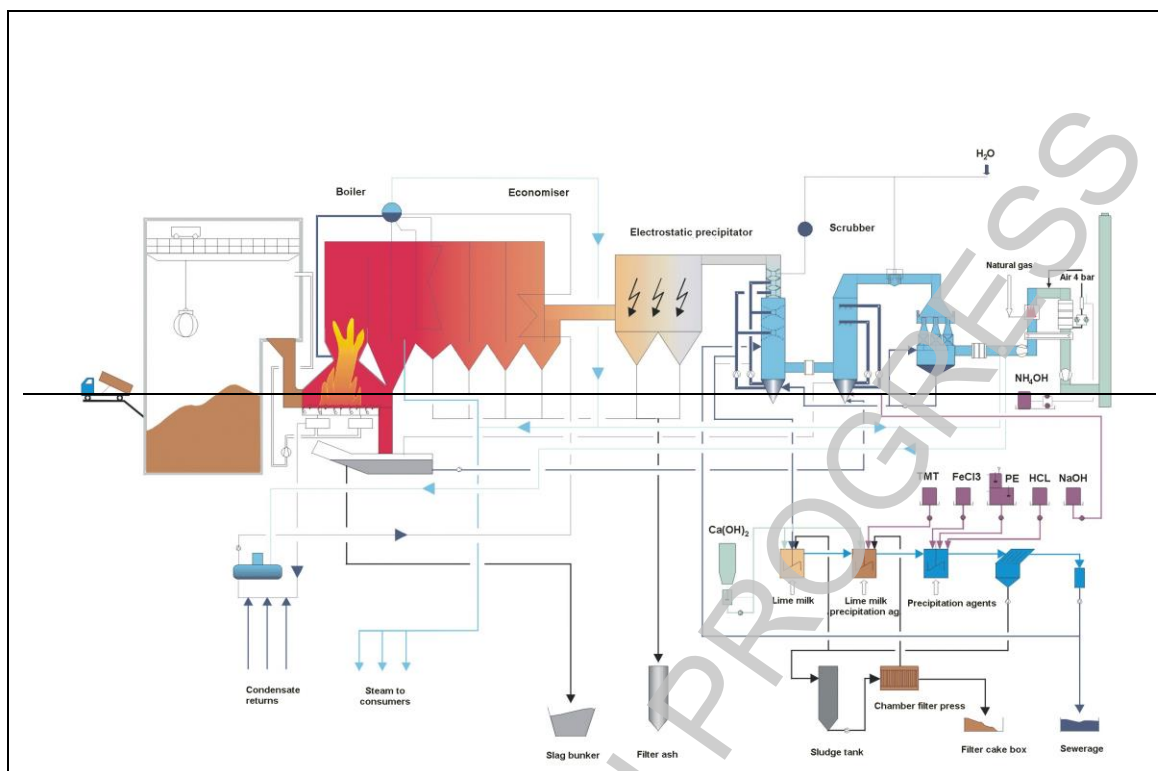 H2O
Boiler
Economiser
Electrostatic precipitator
Scrubber
Natural gas
Air 4 bar
NH4OH
TMT
FeCl3
PE
HCL
NaOH
Ca(OH)2
Lime milk
Lime milk
precipitation ag
Precipitation agents
Condensate
returns
Steam to
consumers
Slag bunker
Filter ash
Sludge tank
Chamber filter press
Filter cake box
Sewerage
PROGRESS